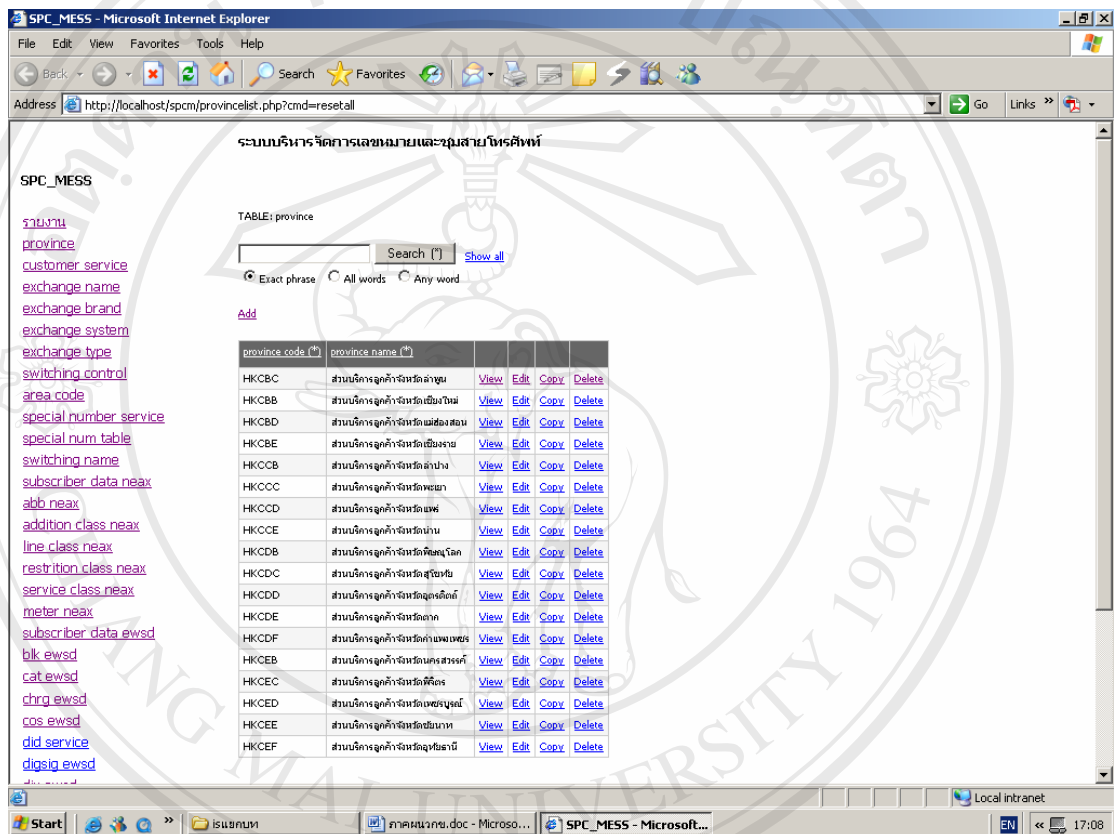 SPC_MESS - Microsoft Internet Explorer
File Edit View Favorites Tools Help
Back Search Favorites
Address http://localhost/spcm/provincelist.php?cmd=resetall Go Links »
ระบบบริหารจัดการเลขหมายและชุมสายโทรศัพท์
SPC_MESS
รายงาน
province
customer service
exchange name
exchange brand
exchange system
exchange type
switching control
area code
special number service
special num table
switching name
subscriber data neax
abb neax
addition class neax
line class neax
restrition class neax
service class neax
meter neax
subscriber data ewsd
blk ewsd
cat ewsd
chrg ewsd
cos ewsd
did service
digsig ewsd
TABLE: province
Search (*) Show all
Exact phrase All words Any word
Add
province code (*) province name (*)
HKCBC ส่วนบริการลูกค้าจังหวัดลำพูน View Edit Copy Delete
HKCBB ส่วนบริการลูกค้าจังหวัดเชียงใหม่ View Edit Copy Delete
HKCBD ส่วนบริการลูกค้าจังหวัดแม่ฮ่องสอน View Edit Copy Delete
HKCBE ส่วนบริการลูกค้าจังหวัดเชียงราย View Edit Copy Delete
HKCCB ส่วนบริการลูกค้าจังหวัดลำปาง View Edit Copy Delete
HKCCC ส่วนบริการลูกค้าจังหวัดพะเยา View Edit Copy Delete
HKCCD ส่วนบริการลูกค้าจังหวัดแพร่ View Edit Copy Delete
HKCCE ส่วนบริการลูกค้าจังหวัดน่าน View Edit Copy Delete
HKCDB ส่วนบริการลูกค้าจังหวัดพิษณุโลก View Edit Copy Delete
HKCDC ส่วนบริการลูกค้าจังหวัดสุโขทัย View Edit Copy Delete
HKCDD ส่วนบริการลูกค้าจังหวัดอุตรดิตถ์ View Edit Copy Delete
HKCDE ส่วนบริการลูกค้าจังหวัดตาก View Edit Copy Delete
HKCDF ส่วนบริการลูกค้าจังหวัดกำแพงเพชร View Edit Copy Delete
HKCEB ส่วนบริการลูกค้าจังหวัดนครสวรรค์ View Edit Copy Delete
HKCEC ส่วนบริการลูกค้าจังหวัดพิจิตร View Edit Copy Delete
HKCED ส่วนบริการลูกค้าจังหวัดเพชรบูรณ์ View Edit Copy Delete
HKCEE ส่วนบริการลูกค้าจังหวัดชัยนาท View Edit Copy Delete
HKCEF ส่วนบริการลูกค้าจังหวัดอุทัยธานี View Edit Copy Delete
Local intranet
Start » ภาคผนวกข.doc - Microso... SPC_MESS - Microsoft... EN « 17:08